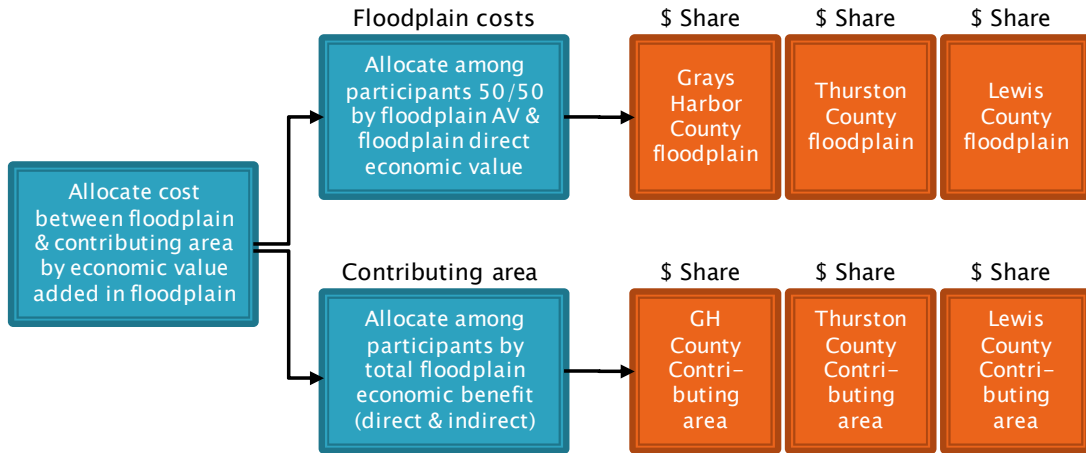 Floodplain costs
$ Share
$ Share
$ Share
Allocate among
participants 50/50
by floodplain AV &
floodplain direct
economic value
Grays
Harbor
County
floodplain
Thurston
County
floodplain
Lewis
County
floodplain
Allocate cost
between floodplain
& contributing area
by economic value
added in floodplain
Contributing area
$ Share
$ Share
$ Share
Allocate among
participants by
total floodplain
economic benefit
(direct & indirect)
GH
County
Contri-
buting
area
Thurston
County
Contri-
buting
area
Lewis
County
Contri-
buting
area